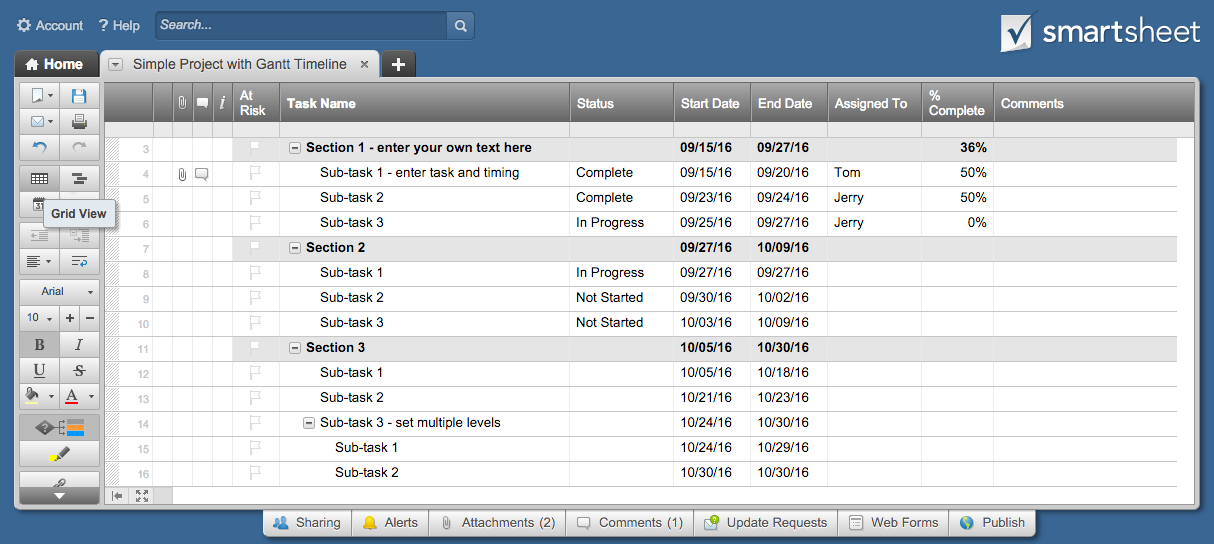 Account ? Help Search...
smartsheet
Home Simple Project with Gantt Timeline × +
i At Risk Task Name Status Start Date End Date Assigned To % Complete Comments
3 Section 1 - enter your own text here 09/15/16 09/27/16 36%
4 Sub-task 1 - enter task and timing Complete 09/15/16 09/20/16 Tom 50%
5 Sub-task 2 Complete 09/23/16 09/24/16 Jerry 50%
6 Sub-task 3 In Progress 09/25/16 09/27/16 Jerry 0%
7 Section 2 09/27/16 10/09/16
8 Sub-task 1 In Progress 09/27/16 09/27/16
9 Sub-task 2 Not Started 09/30/16 10/02/16
10 Sub-task 3 Not Started 10/03/16 10/09/16
11 Section 3 10/05/16 10/30/16
12 Sub-task 1 10/05/16 10/18/16
13 Sub-task 2 10/21/16 10/23/16
14 Sub-task 3 - set multiple levels 10/24/16 10/30/16
15 Sub-task 1 10/24/16 10/29/16
16 Sub-task 2 10/30/16 10/30/16
31
Grid View
Arial
10 + −
B I
U S
A
Sharing Alerts Attachments (2) Comments (1) Update Requests Web Forms Publish